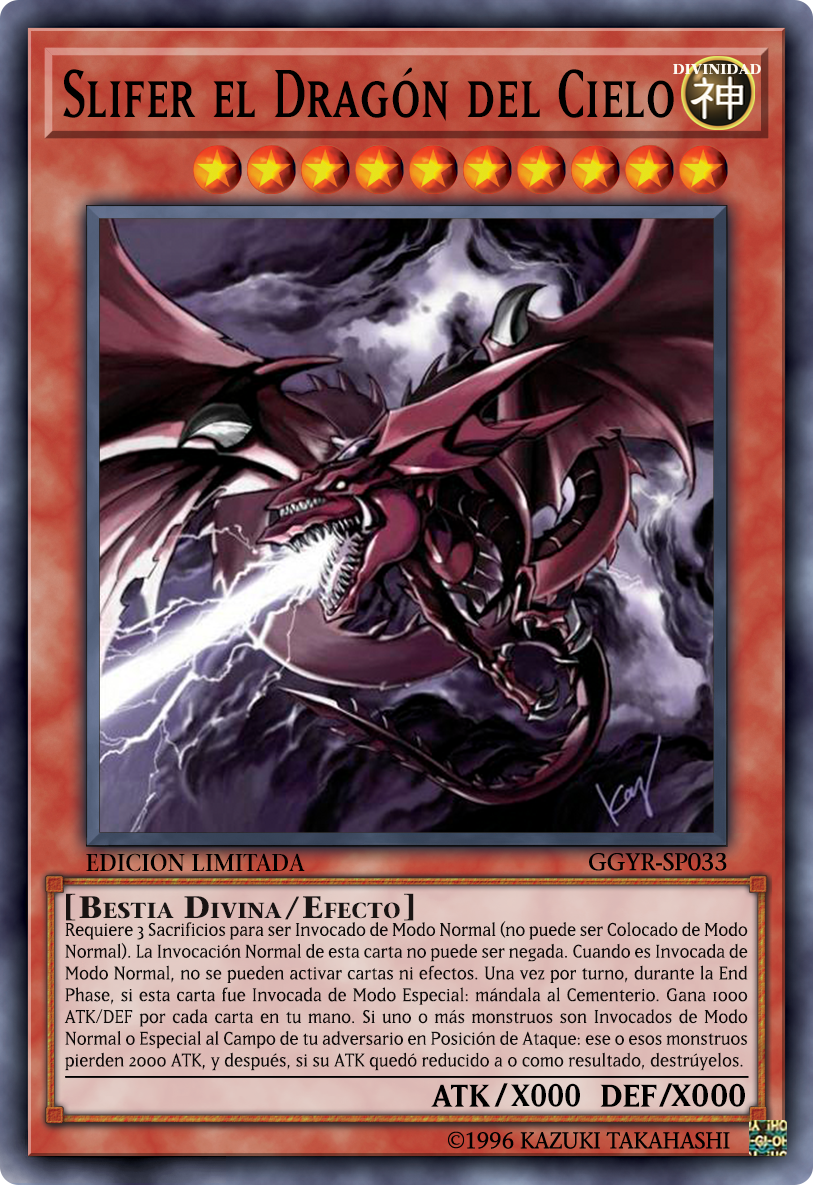 Slifer el Dragón del Cielo
DIVINIDAD
神
EDICION LIMITADA
GGYR-SP033
[Bestia Divina/Efecto]
Requiere 3 Sacrificios para ser Invocado de Modo Normal (no puede ser Colocado de Modo
Normal). La Invocación Normal de esta carta no puede ser negada. Cuando es Invocada de
Modo Normal, no se pueden activar cartas ni efectos. Una vez por turno, durante la End
Phase, si esta carta fue Invocada de Modo Especial: mándala al Cementerio. Gana 1000
ATK/DEF por cada carta en tu mano. Si uno o más monstruos son Invocados de Modo
Normal o Especial al Campo de tu adversario en Posición de Ataque: ese o esos monstruos
pierden 2000 ATK, y después, si su ATK quedó reducido a 0 como resultado, destrúyelos.
ATK/X000 DEF/X000
©1996 KAZUKI TAKAHASHI
Kaz